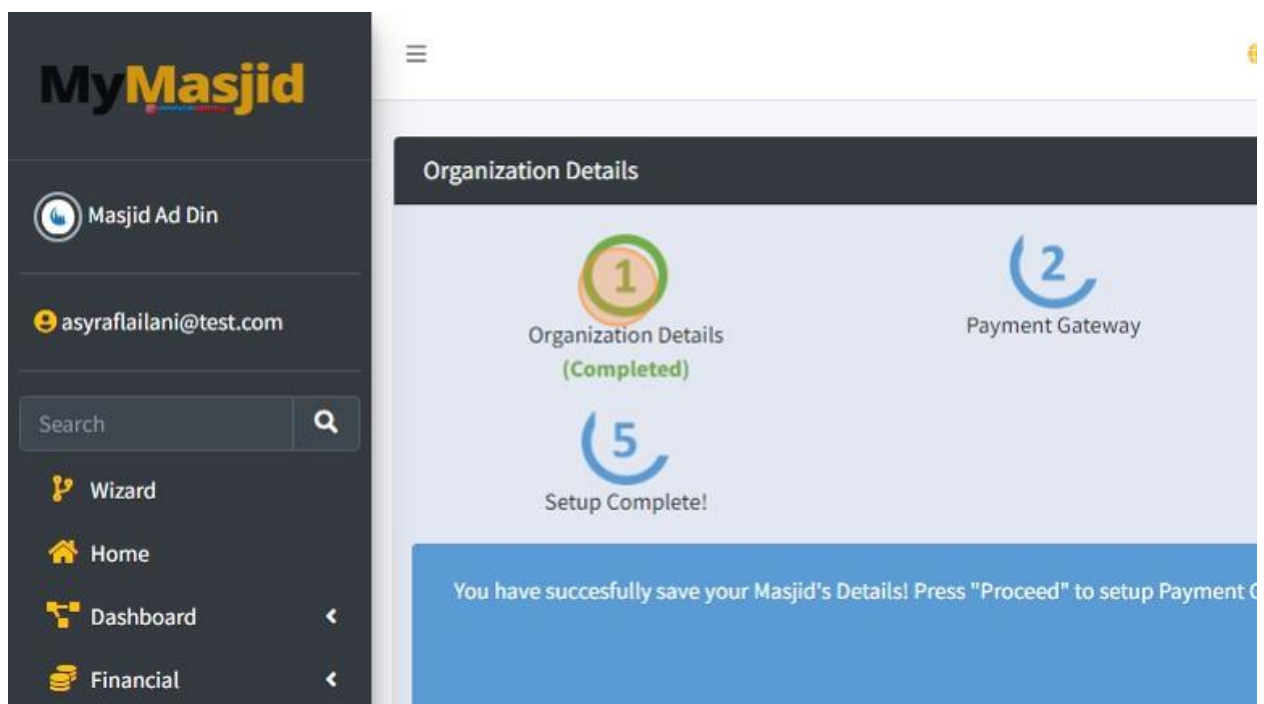 MyMasjid
Masjid Ad Din
asyraflailani@test.com
Search
Wizard
Home
Dashboard
Financial
Organization Details
1
Organization Details
(Completed)
2
Payment Gateway
5
Setup Complete!
You have succesfully save your Masjid's Details! Press "Proceed" to setup Payment